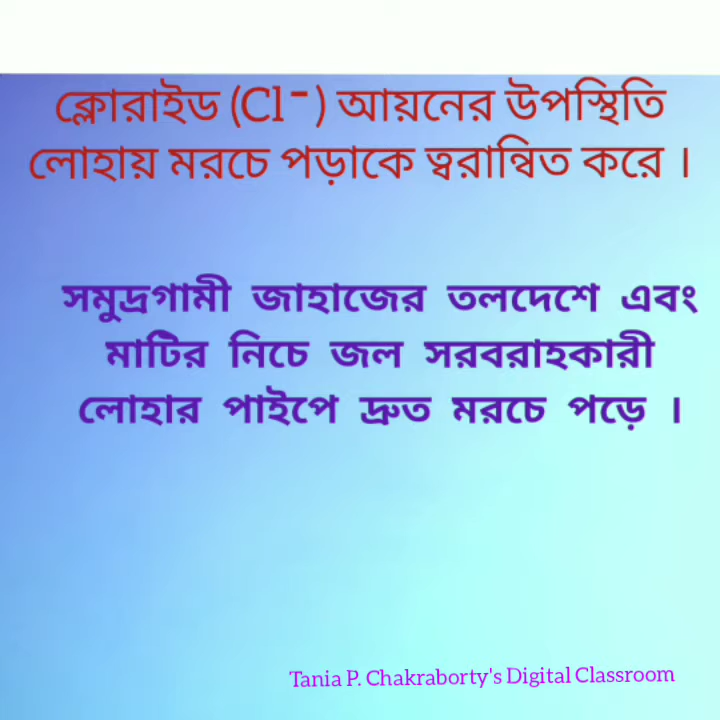 ক্লোরাইড (Cl⁻) আয়নের উপস্থিতি
লোহায় মরচে পড়াকে ত্বরান্বিত করে ।
সমুদ্রগামী জাহাজের তলদেশে এবং
মাটির নিচে জল সরবরাহকারী
লোহার পাইপে দ্রুত মরচে পড়ে ।
Tania P. Chakraborty's Digital Classroom